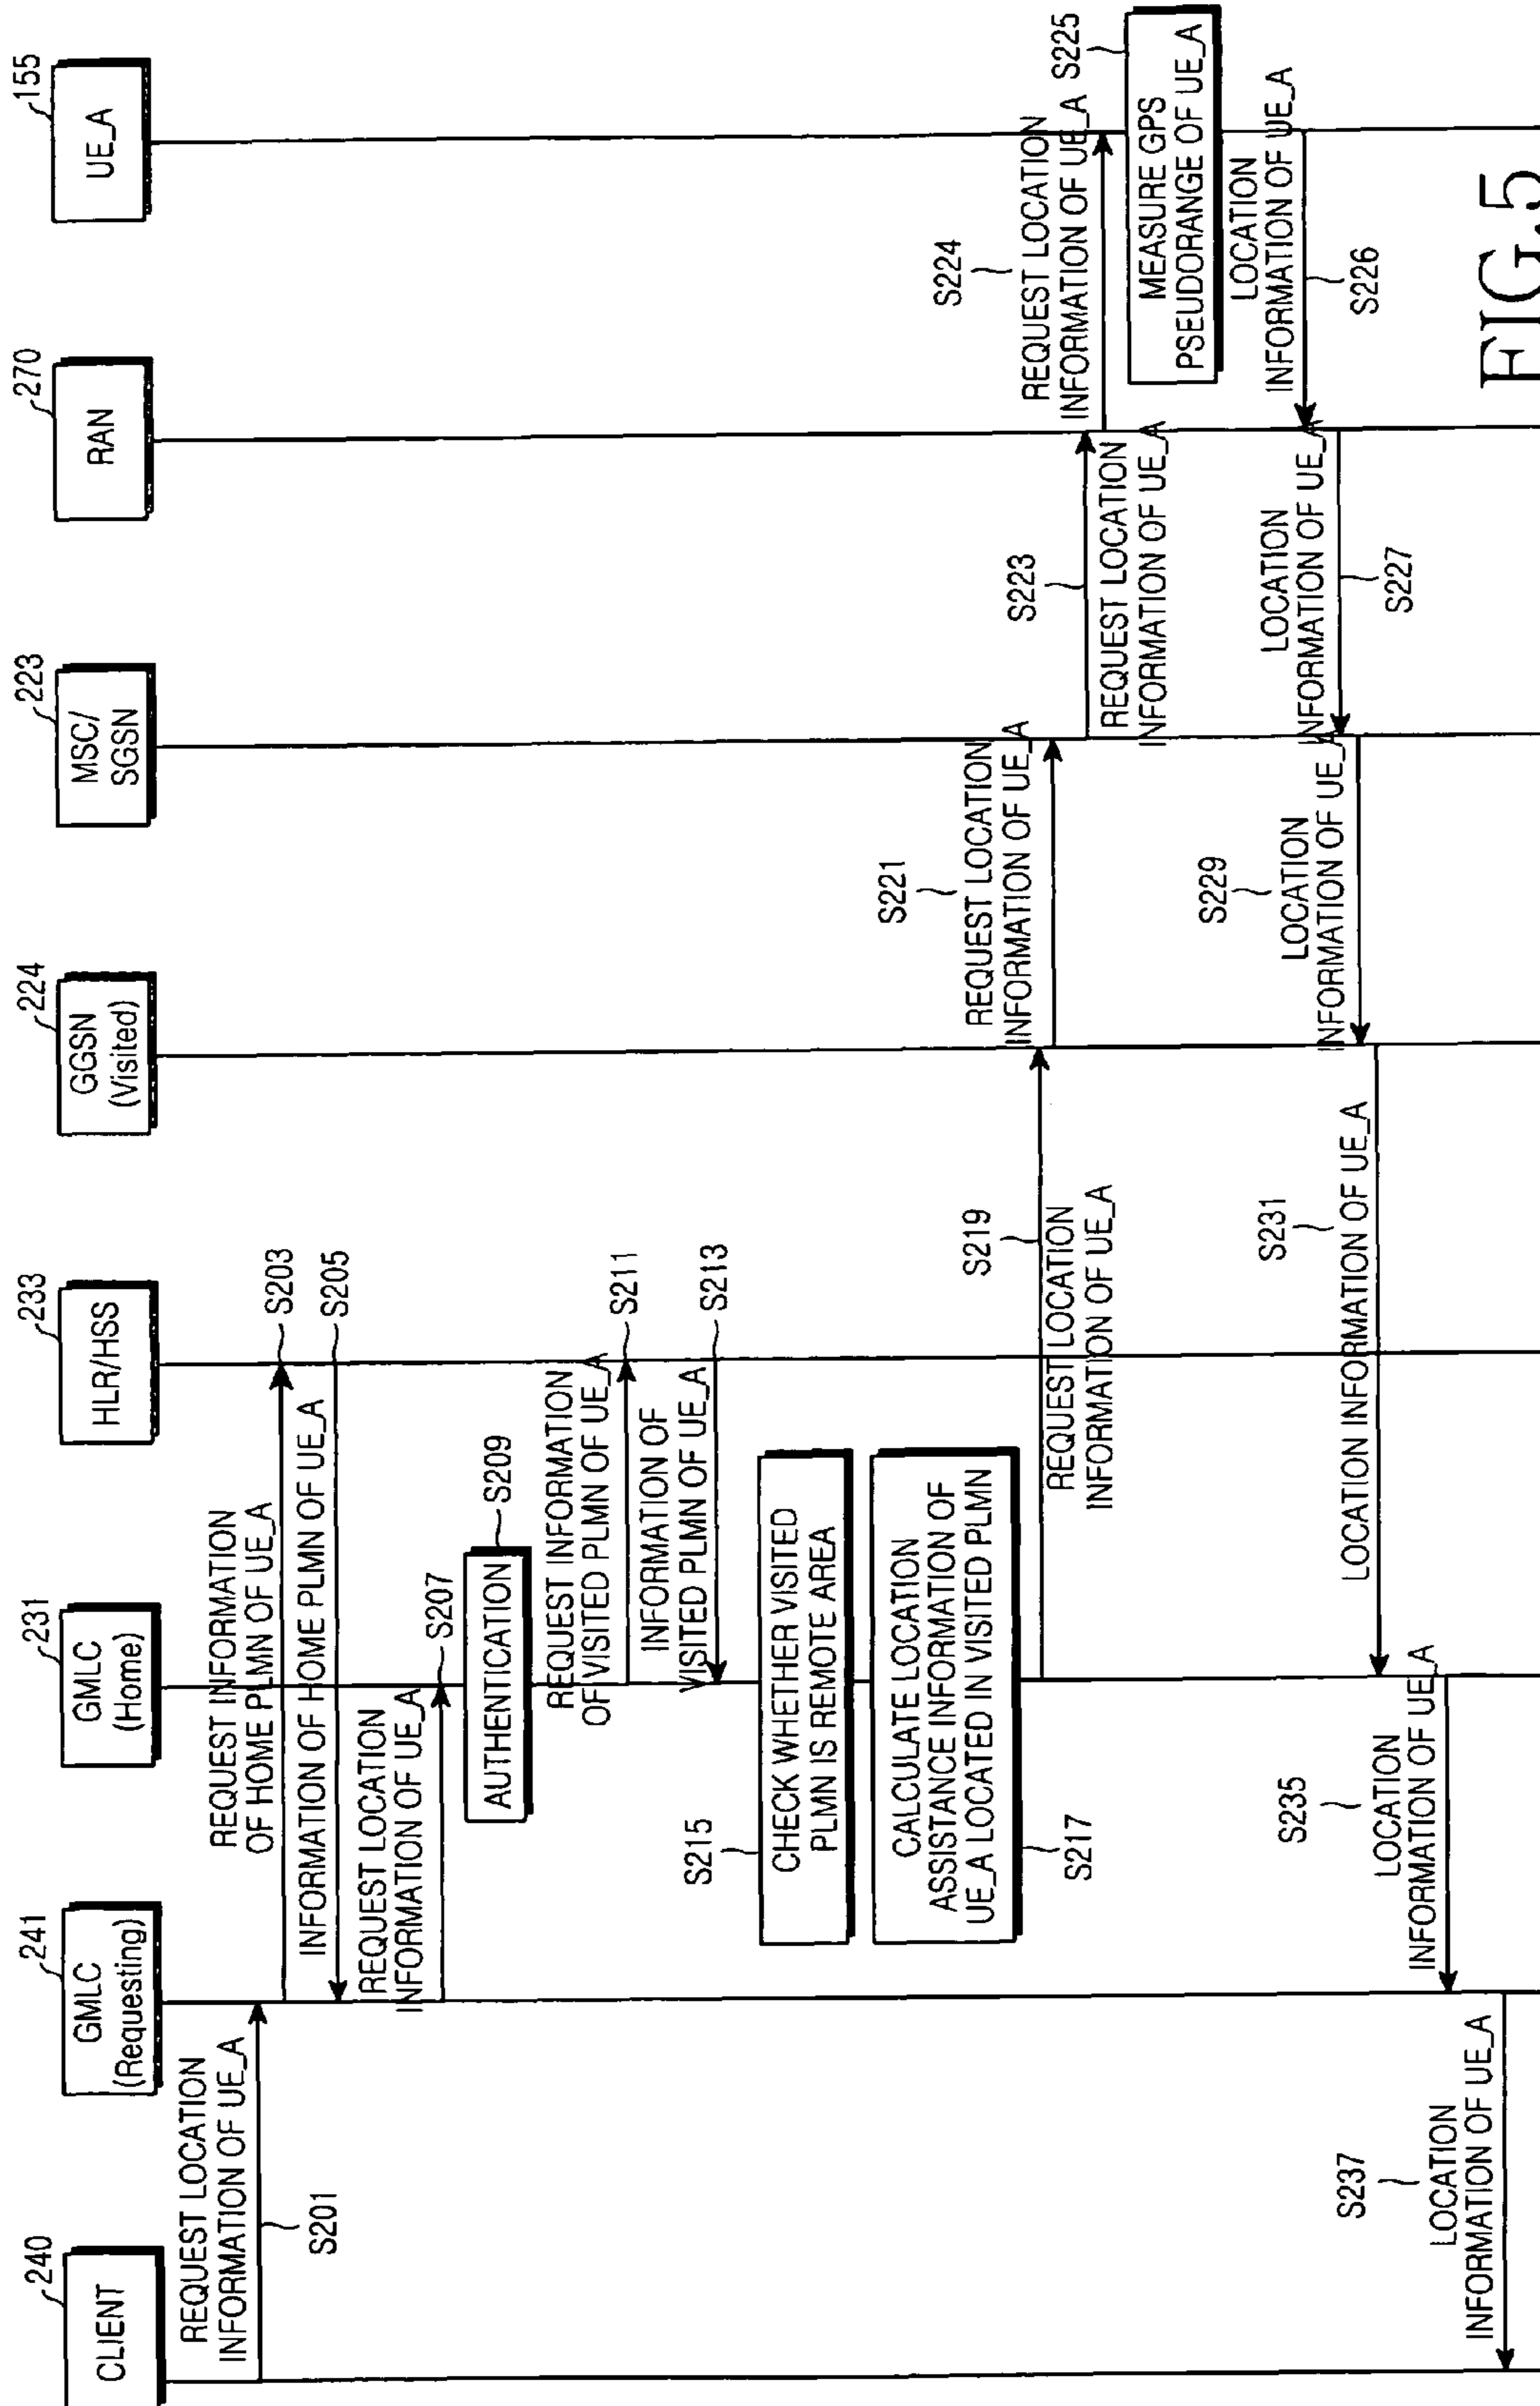 240
CLIENT
241
GMLC
(Requesting)
231
GMLC
(Home)
233
HLR/HSS
224
GGSN
(Visited)
223
MSC/
SGSN
270
RAN
155
UE_A
REQUEST LOCATION
INFORMATION OF UE_A
S201
REQUEST INFORMATION
OF HOME PLMN OF UE_A
S203
INFORMATION OF HOME PLMN OF UE_A
S205
REQUEST LOCATION
INFORMATION OF UE_A
S207
AUTHENTICATION
S209
REQUEST INFORMATION
OF VISITED PLMN OF UE_A
S211
INFORMATION OF
VISITED PLMN OF UE_A
S213
S215
CHECK WHETHER VISITED
PLMN IS REMOTE AREA
CALCULATE LOCATION
ASSISTANCE INFORMATION OF
UE_A LOCATED IN VISITED PLMN
S217
S219
REQUEST LOCATION
INFORMATION OF UE_A
S221
REQUEST LOCATION
INFORMATION OF UE_A
S223
REQUEST LOCATION
INFORMATION OF UE_A
S224
REQUEST LOCATION
INFORMATION OF UE_A
S225
MEASURE GPS
PSEUDORANGE OF UE_A
LOCATION
INFORMATION OF UE_A
S226
LOCATION
INFORMATION OF UE_A
S227
S229
LOCATION
INFORMATION OF UE_A
S231
LOCATION INFORMATION OF UE_A
S235
LOCATION
INFORMATION OF UE_A
S237
LOCATION
INFORMATION OF UE_A
FIG.5